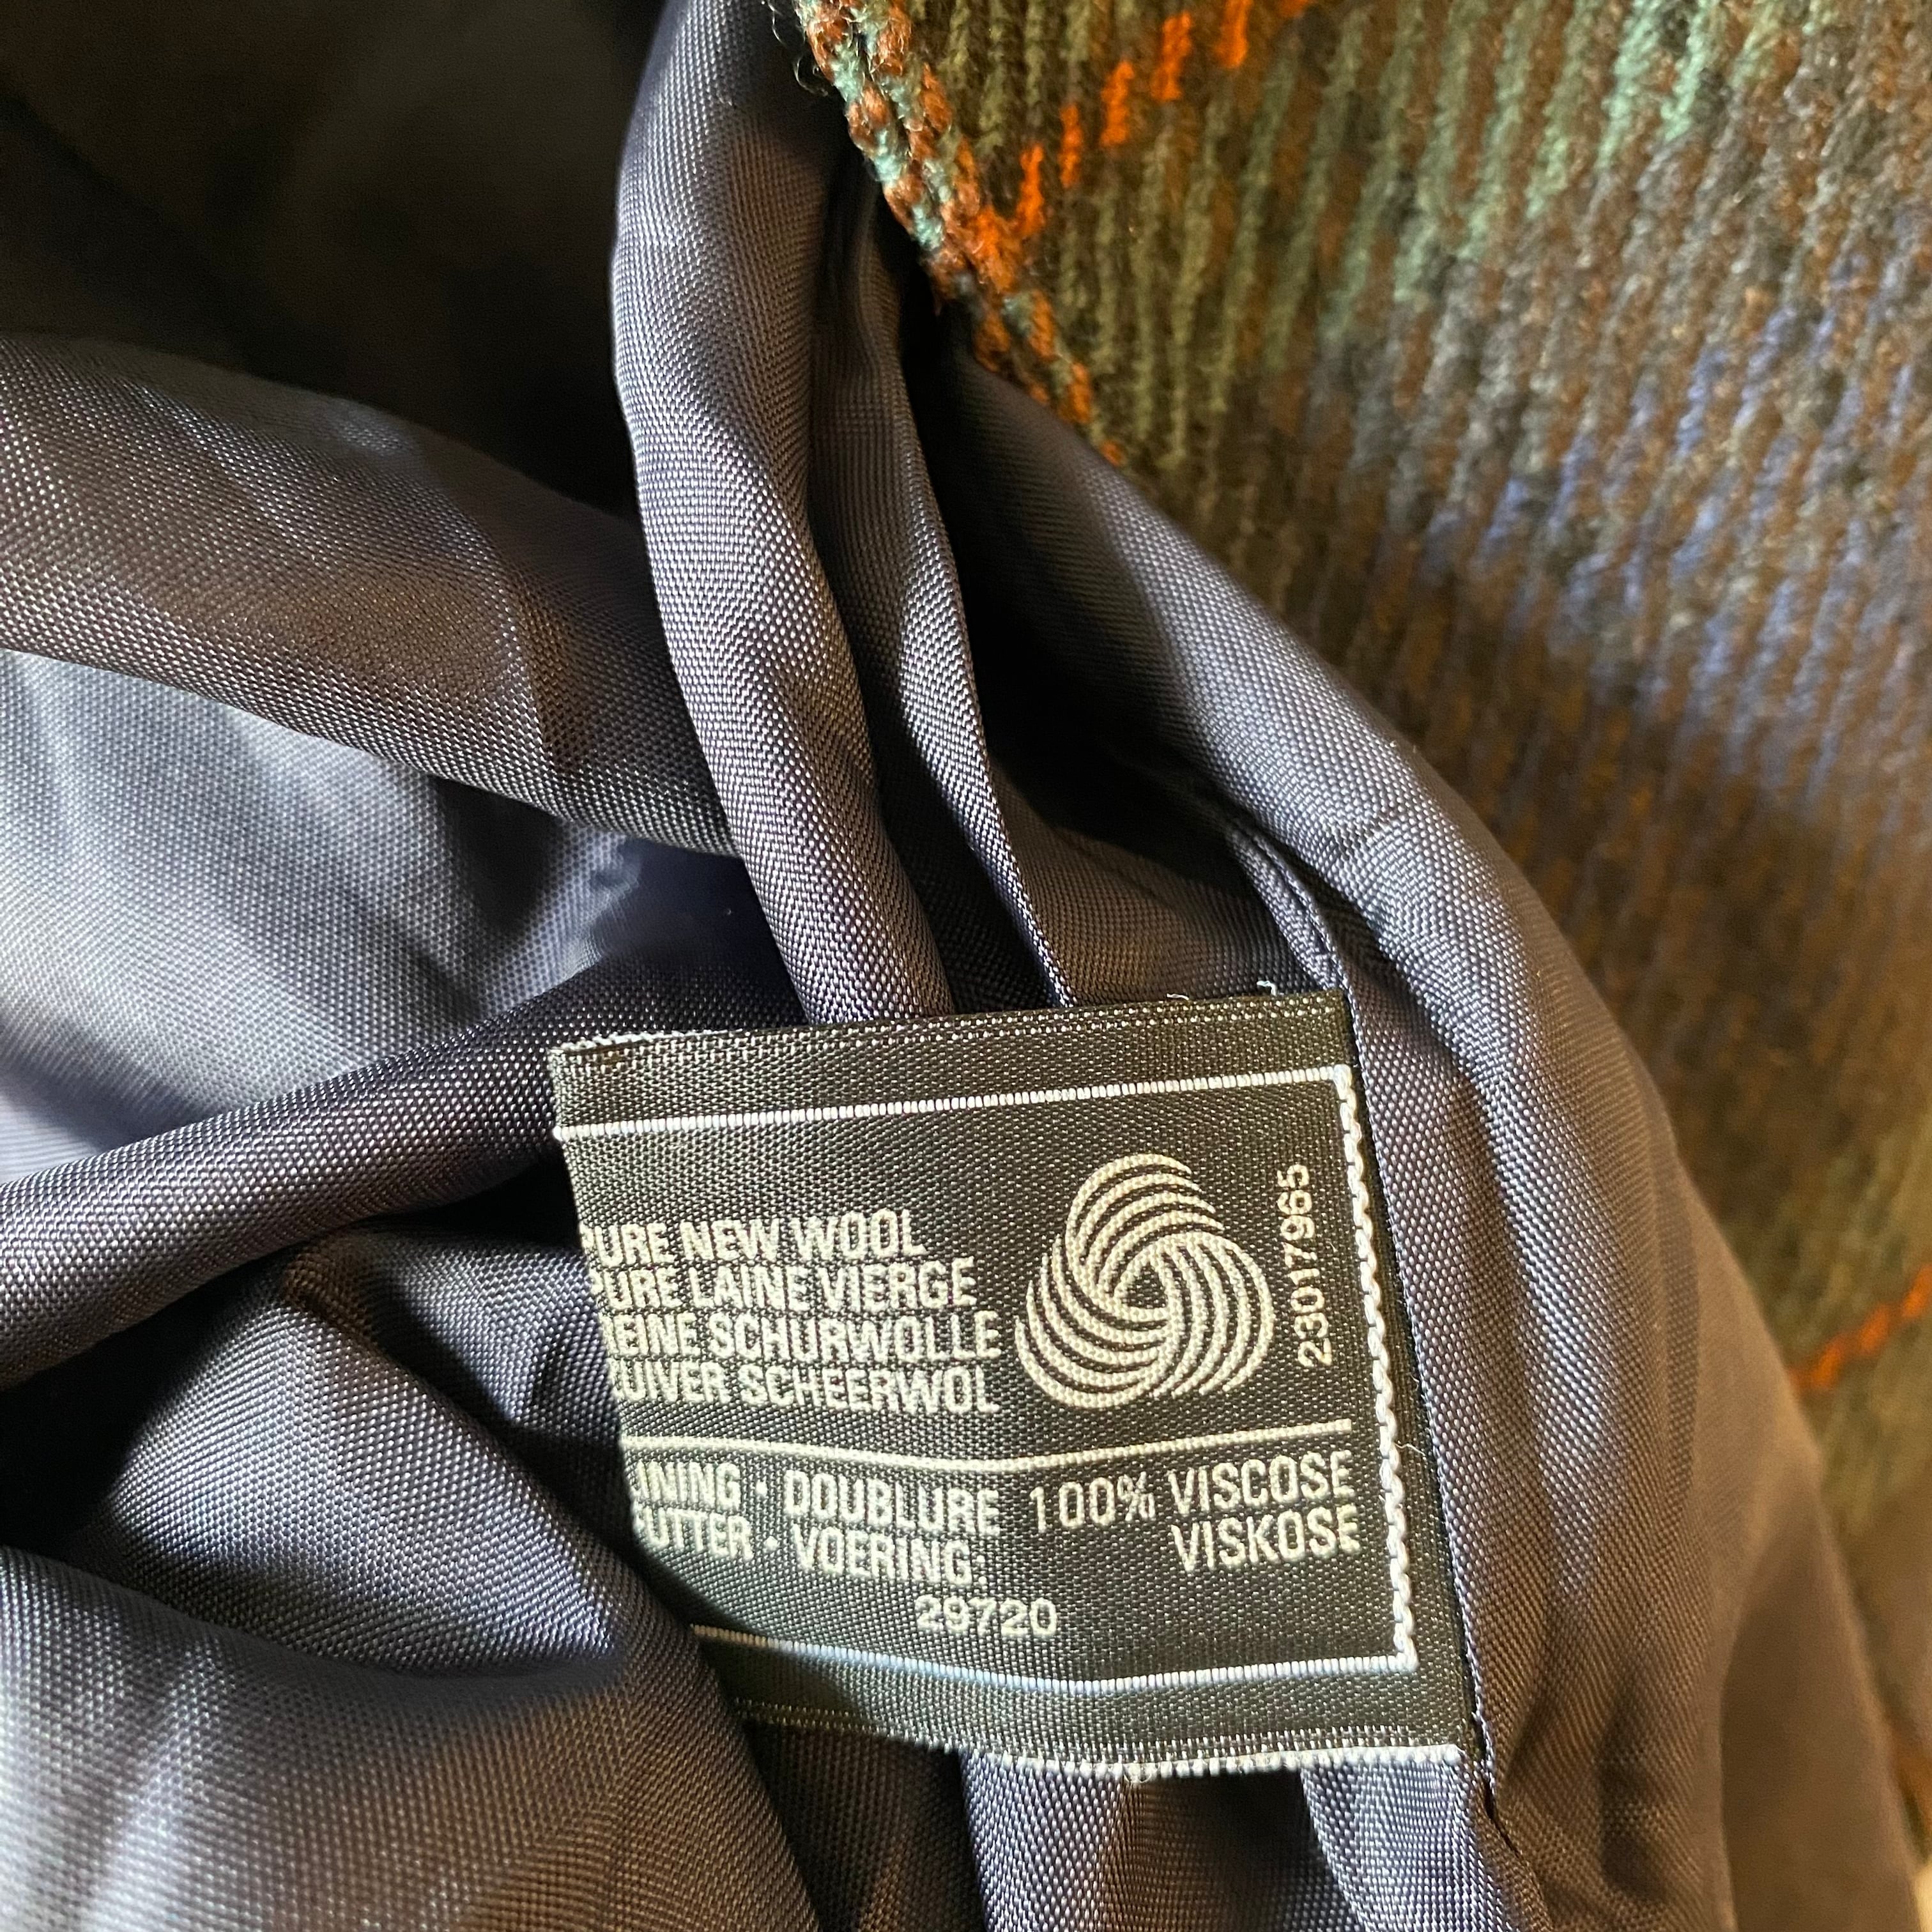 PURE NEW WOOL
PURE LAINE VIERGE
REINE SCHURWOLLE
ZUIVER SCHEERWOL
23017965
LINING · DOUBLURE 100% VISCOSE
FUTTER · VOERING: VISKOSE
29720